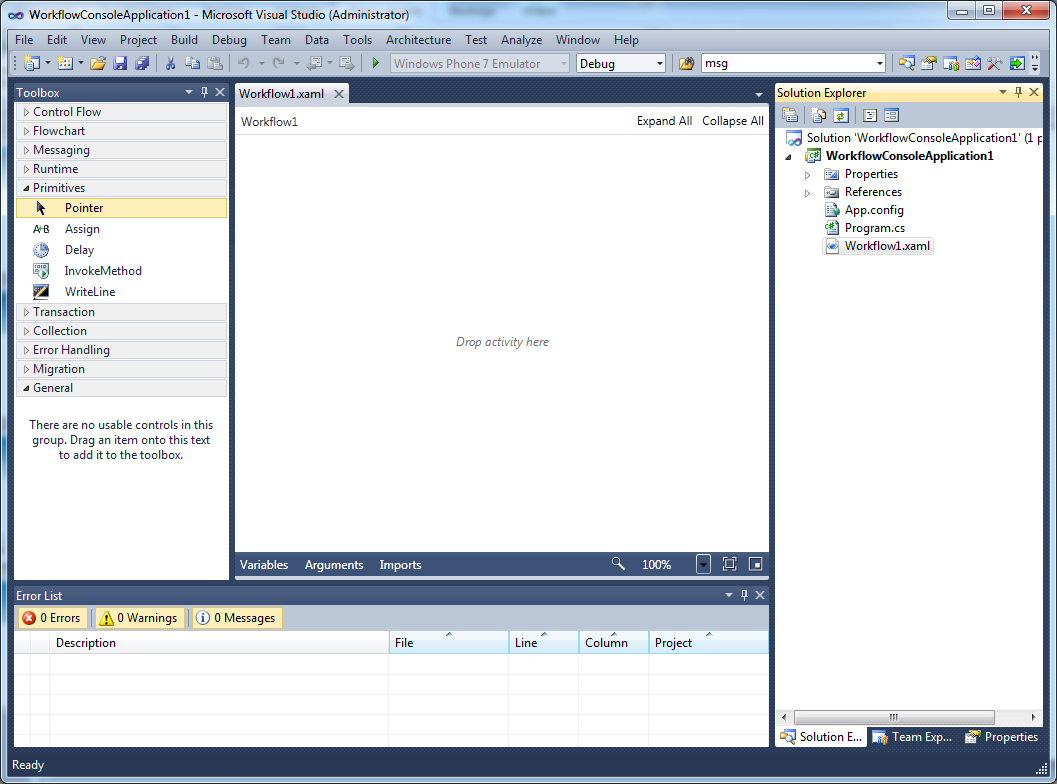 WorkflowConsoleApplication1 - Microsoft Visual Studio (Administrator)
File Edit View Project Build Debug Team Data Tools Architecture Test Analyze Window Help
Windows Phone 7 Emulator Debug msg
Toolbox
Control Flow
Flowchart
Messaging
Runtime
Primitives
Pointer
A+B Assign
Delay
InvokeMethod
WriteLine
Transaction
Collection
Error Handling
Migration
General
There are no usable controls in this
group. Drag an item onto this text
to add it to the toolbox.
Workflow1.xaml
Workflow1 Expand All Collapse All
Drop activity here
Variables Arguments Imports 100%
Solution Explorer
Solution 'WorkflowConsoleApplication1' (1 p
WorkflowConsoleApplication1
Properties
References
App.config
Program.cs
Workflow1.xaml
Solution E... Team Exp... Properties
Error List
0 Errors 0 Warnings 0 Messages
Description File Line Column Project
Ready